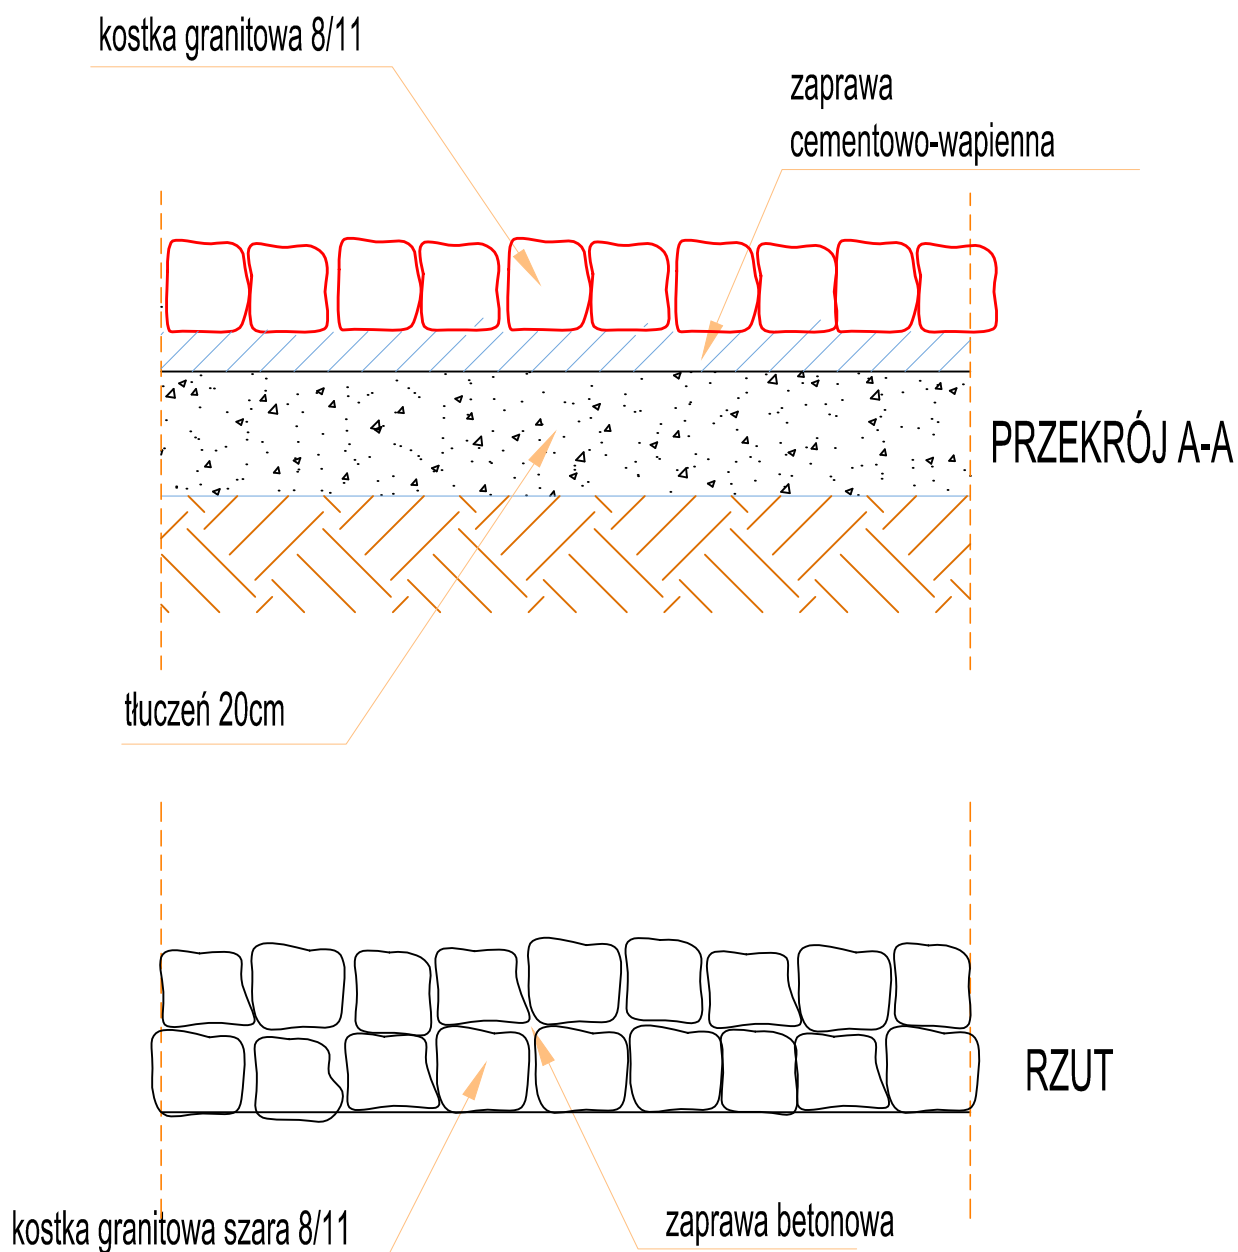 kostka granitowa 8/11
zaprawa
cementowo-wapienna
PRZEKRÓJ A-A
tłuczeń 20cm
RZUT
kostka granitowa szara 8/11
zaprawa betonowa